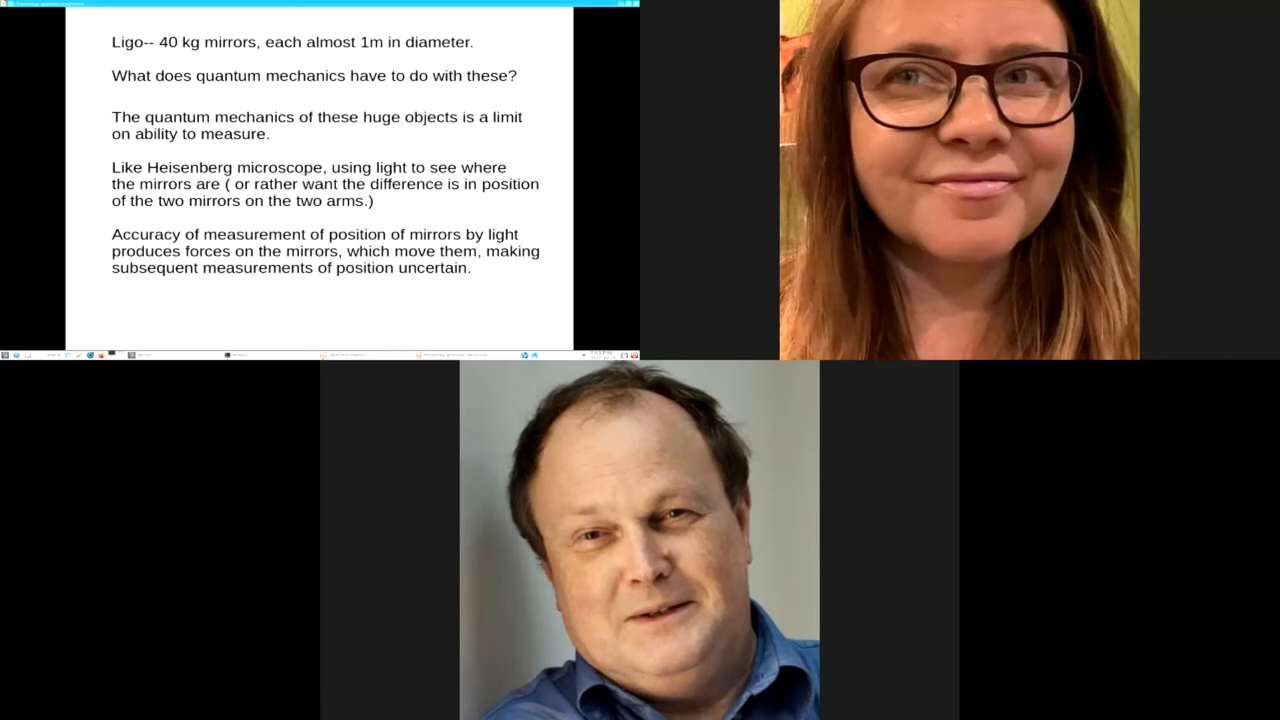 Ligo-- 40 kg mirrors, each almost 1m in diameter.
What does quantum mechanics have to do with these?
The quantum mechanics of these huge objects is a limit
on ability to measure.
Like Heisenberg microscope, using light to see where
the mirrors are ( or rather want the difference is in position
of the two mirrors on the two arms.)
Accuracy of measurement of position of mirrors by light
produces forces on the mirrors, which move them, making
subsequent measurements of position uncertain.